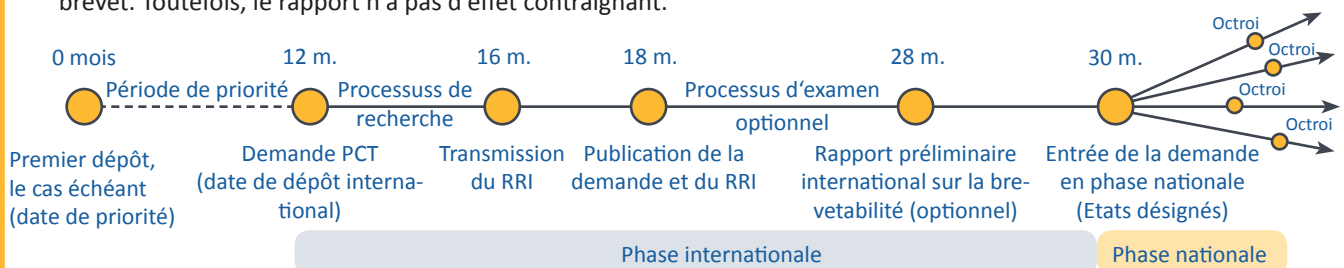 brevet. Toutefois, le rapport n'a pas d'effet contraignant.
0 mois
12 m.
16 m.
18 m.
28 m.
30 m.
Octroi
Octroi
Octroi
Octroi
Période de priorité
Processuss de
recherche
Processus d'examen
optionnel
Premier dépôt,
le cas échéant
(date de priorité)
Demande PCT
(date de dépôt interna-
tional)
Transmission
du RRI
Publication de la
demande et du RRI
Rapport préliminaire
international sur la bre-
vetabilité (optionnel)
Entrée de la demande
en phase nationale
(Etats désignés)
Phase internationale
Phase nationale